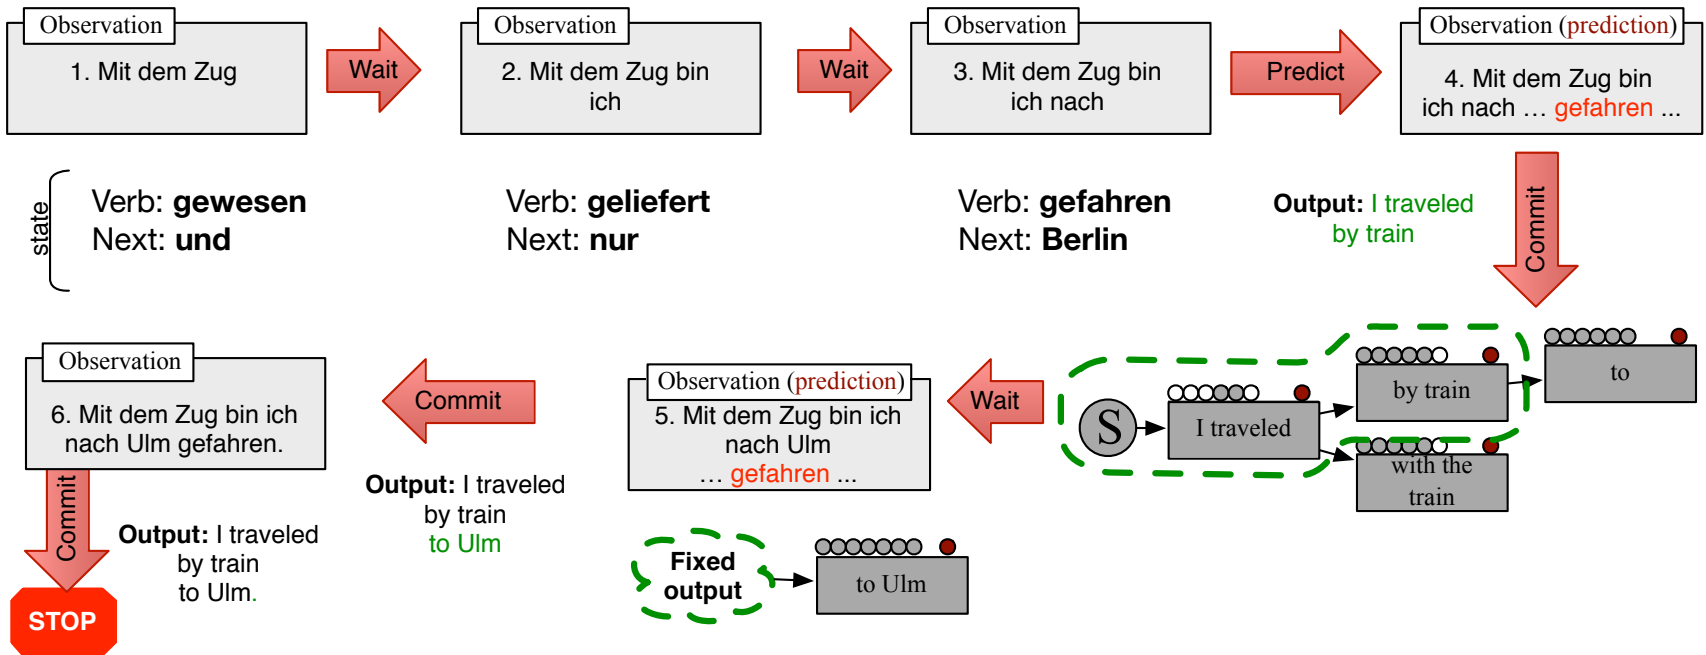 Observation
1. Mit dem Zug
Wait
Observation
2. Mit dem Zug bin
ich
Wait
Observation
3. Mit dem Zug bin
ich nach
Predict
Observation (prediction)
4. Mit dem Zug bin
ich nach … gefahren ...
state
Verb: gewesen
Next: und
Verb: geliefert
Next: nur
Verb: gefahren
Next: Berlin
Output: I traveled
by train
Commit
S
I traveled
by train
to
with the
train
Wait
Observation (prediction)
5. Mit dem Zug bin ich
nach Ulm
… gefahren ...
Fixed
output
to Ulm
Commit
Output: I traveled
by train
to Ulm
Observation
6. Mit dem Zug bin ich
nach Ulm gefahren.
Commit
Output: I traveled
by train
to Ulm.
STOP